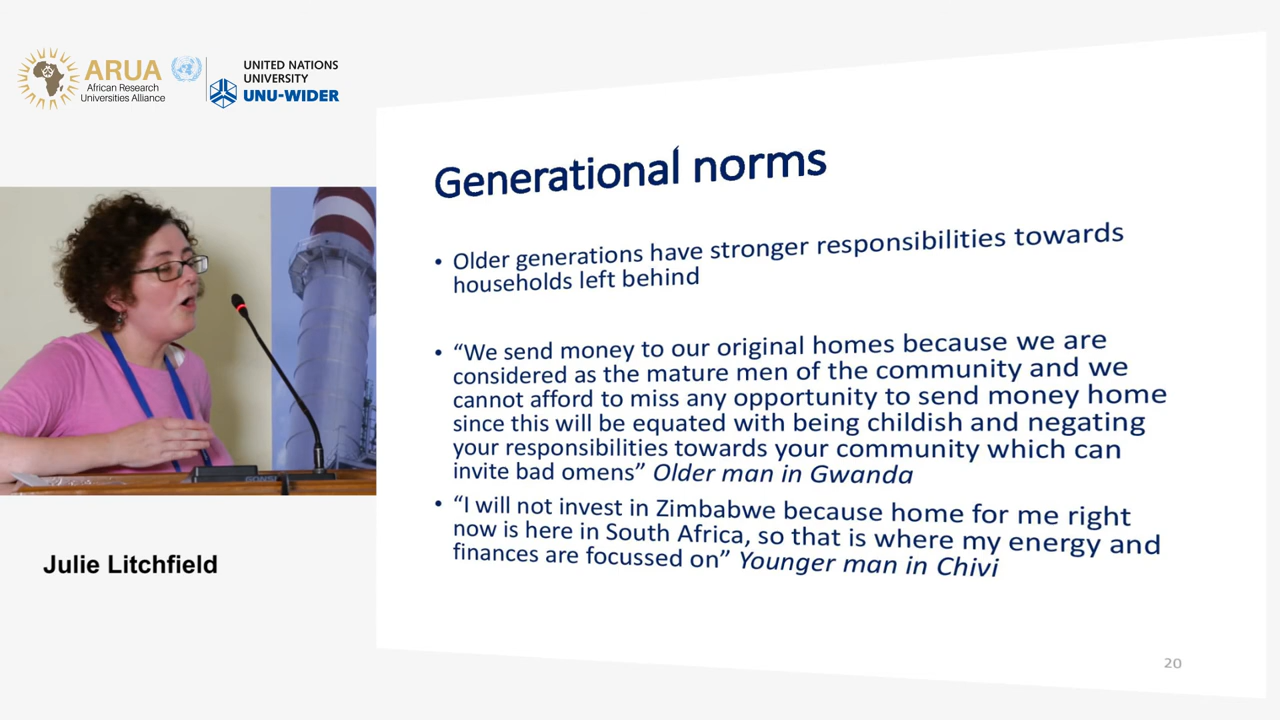 ARUA
African Research
Universities Alliance
UNITED NATIONS
UNIVERSITY
UNU-WIDER
Generational norms
• Older generations have stronger responsibilities towards
households left behind
• “We send money to our original homes because we are
considered as the mature men of the community and we
cannot afford to miss any opportunity to send money home
since this will be equated with being childish and negating
your responsibilities towards your community which can
invite bad omens” Older man in Gwanda
• “I will not invest in Zimbabwe because home for me right
now is here in South Africa, so that is where my energy and
finances are focussed on” Younger man in Chivi
Julie Litchfield
20